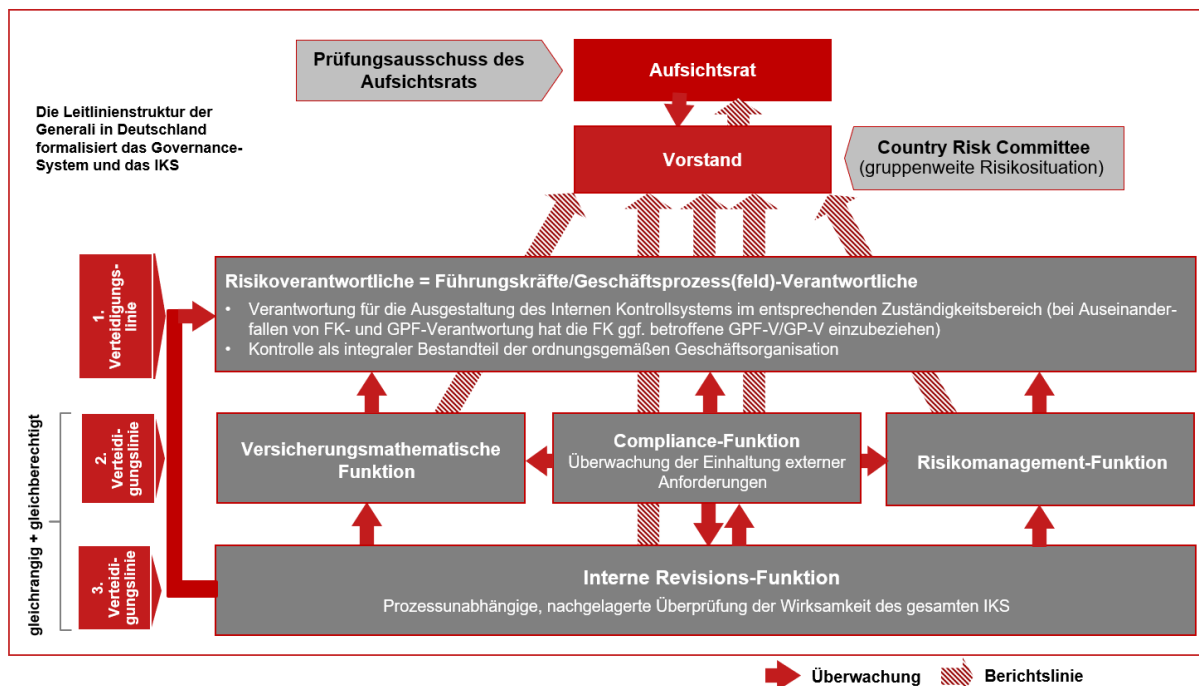 Prüfungsausschuss des
Aufsichtsrats
Aufsichtsrat
Die Leitlinienstruktur der
Generali in Deutschland
formalisiert das Governance-
System und das IKS
Vorstand
Country Risk Committee
(gruppenweite Risikosituation)
1.
Verteidigungs-
linie
Risikoverantwortliche = Führungskräfte/Geschäftsprozess(feld)-Verantwortliche
• Verantwortung für die Ausgestaltung des Internen Kontrollsystems im entsprechenden Zuständigkeitsbereich (bei Auseinander-
fallen von FK- und GPF-Verantwortung hat die FK ggf. betroffene GPF-V/GP-V einzubeziehen)
• Kontrolle als integraler Bestandteil der ordnungsgemäßen Geschäftsorganisation
gleichrangig + gleichberechtigt
2.
Verteidi-
gungslinie
Versicherungsmathematische
Funktion
Compliance-Funktion
Überwachung der Einhaltung externer
Anforderungen
Risikomanagement-Funktion
3.
Verteidi-
gungslinie
Interne Revisions-Funktion
Prozessunabhängige, nachgelagerte Überprüfung der Wirksamkeit des gesamten IKS
Überwachung
Berichtslinie